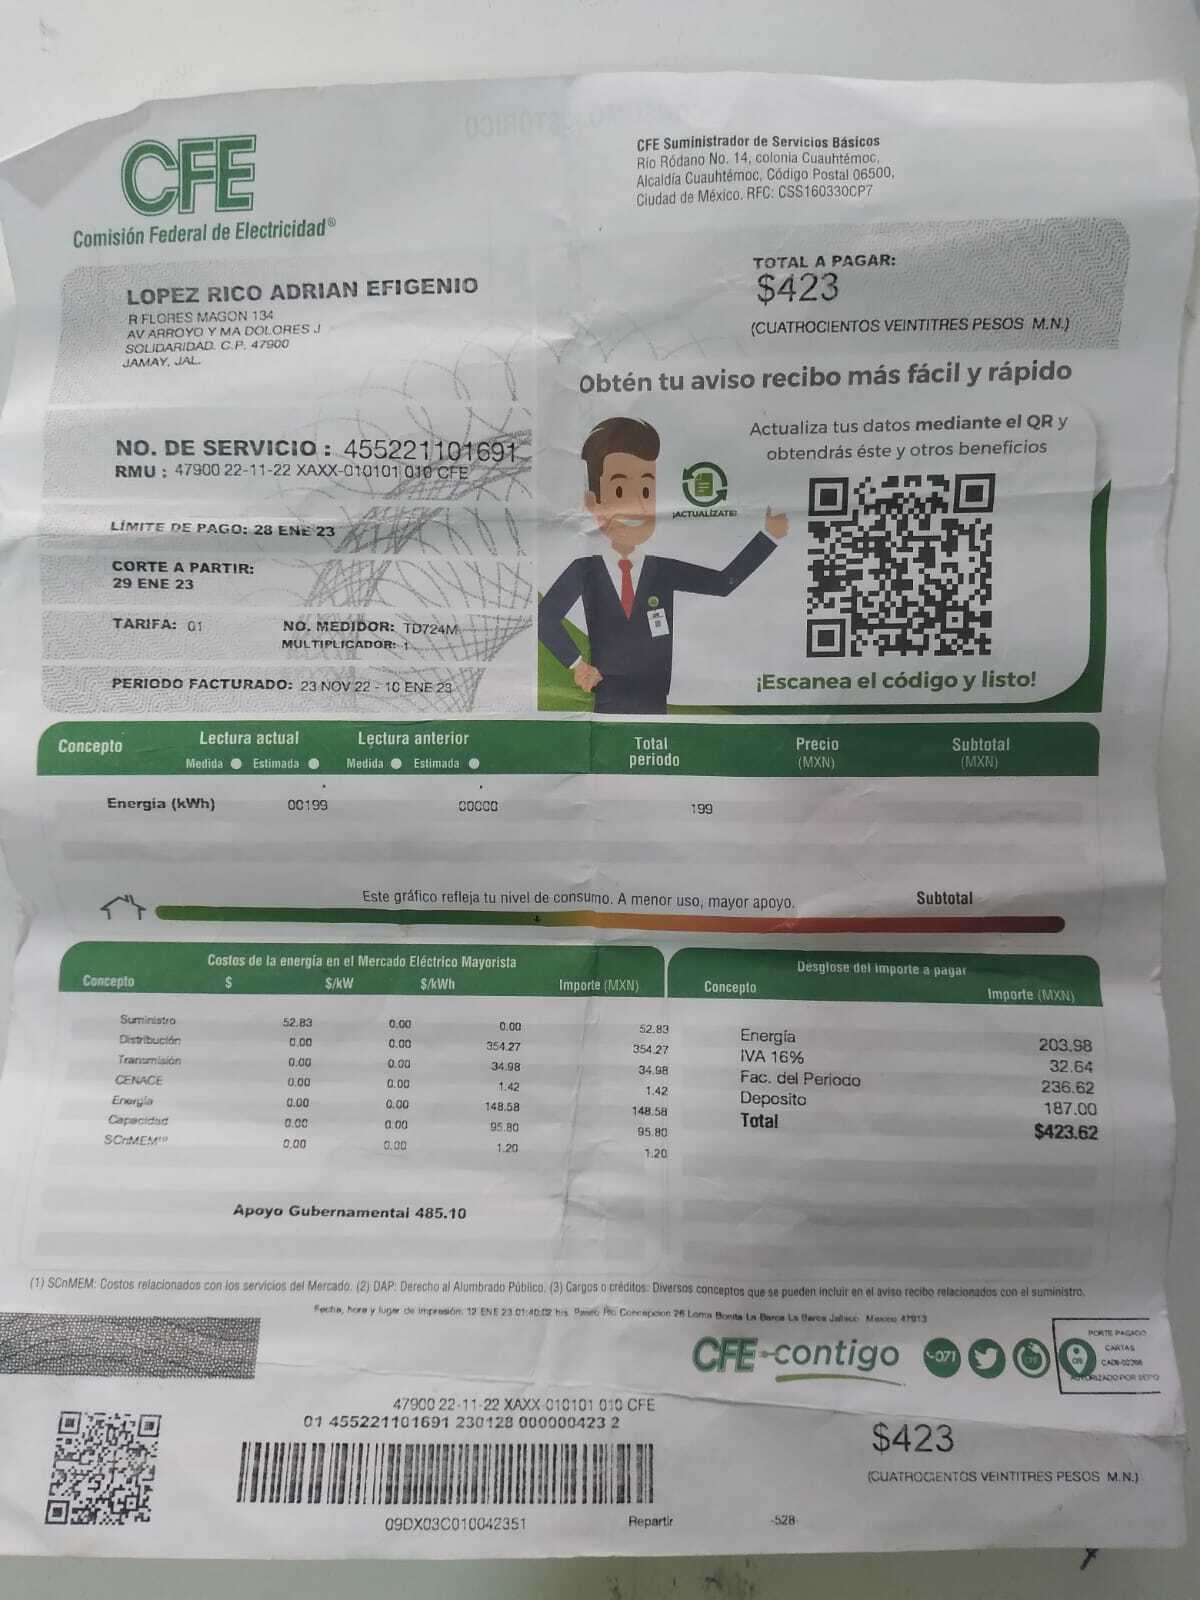 CFE
Comisión Federal de Electricidad®
CFE Suministrador de Servicios Básicos
Río Ródano No. 14, colonia Cuauhtémoc,
Alcaldía Cuauhtémoc, Código Postal 06500,
Ciudad de México. RFC: CSS160330CP7
LOPEZ RICO ADRIAN EFIGENIO
R FLORES MAGON 134
AV ARROYO Y MA DOLORES J
SOLIDARIDAD. C.P. 47900
JAMAY, JAL.
TOTAL A PAGAR:
$423
(CUATROCIENTOS VEINTITRES PESOS M.N.)
NO. DE SERVICIO : 455221101691
RMU : 47900 22-11-22 XAXX-010101 010 CFE
LÍMITE DE PAGO: 28 ENE 23
CORTE A PARTIR:
29 ENE 23
TARIFA: 01 NO. MEDIDOR: TD724M
MULTIPLICADOR: 1
PERIODO FACTURADO: 23 NOV 22 - 10 ENE 23
Obtén tu aviso recibo más fácil y rápido
Actualiza tus datos mediante el QR y
obtendrás éste y otros beneficios
¡ACTUALÍZATE!
¡Escanea el código y listo!
Concepto Lectura actual Lectura anterior Total periodo Precio (MXN) Subtotal (MXN)
Medida Estimada Medida Estimada
Energía (kWh) 00199 00000 199
Este gráfico refleja tu nivel de consumo. A menor uso, mayor apoyo. Subtotal
Costos de la energía en el Mercado Eléctrico Mayorista
Concepto $ $/kW $/kWh Importe (MXN)
Suministro 52.83 0.00 0.00 52.83
Distribución 0.00 0.00 354.27 354.27
Transmisión 0.00 0.00 34.98 34.98
CENACE 0.00 0.00 1.42 1.42
Energía 0.00 0.00 148.58 148.58
Capacidad 0.00 0.00 95.80 95.80
SCnMEM(1) 0.00 0.00 1.20 1.20
Apoyo Gubernamental 485.10
Desglose del importe a pagar
Concepto Importe (MXN)
Energía 203.98
IVA 16% 32.64
Fac. del Periodo 236.62
Deposito 187.00
Total $423.62
(1) SCnMEM: Costos relacionados con los servicios del Mercado. (2) DAP: Derecho al Alumbrado Público. (3) Cargos o créditos: Diversos conceptos que se pueden incluir en el aviso recibo relacionados con el suministro.
Fecha, hora y lugar de impresión: 12 ENE 23 01:40:02 hrs. Paseo Rio Concepcion 26 Loma Bonita La Barca La Barca Jalisco Mexico 47913
CFE contigo
071
PORTE PAGADO
CARTAS
AUTORIZADO POR SEPO
47900 22-11-22 XAXX-010101 010 CFE
01 455221101691 230128 000000423 2
09DX03C010042351
Repartir
-528
$423
(CUATROCIENTOS VEINTITRES PESOS M.N.)